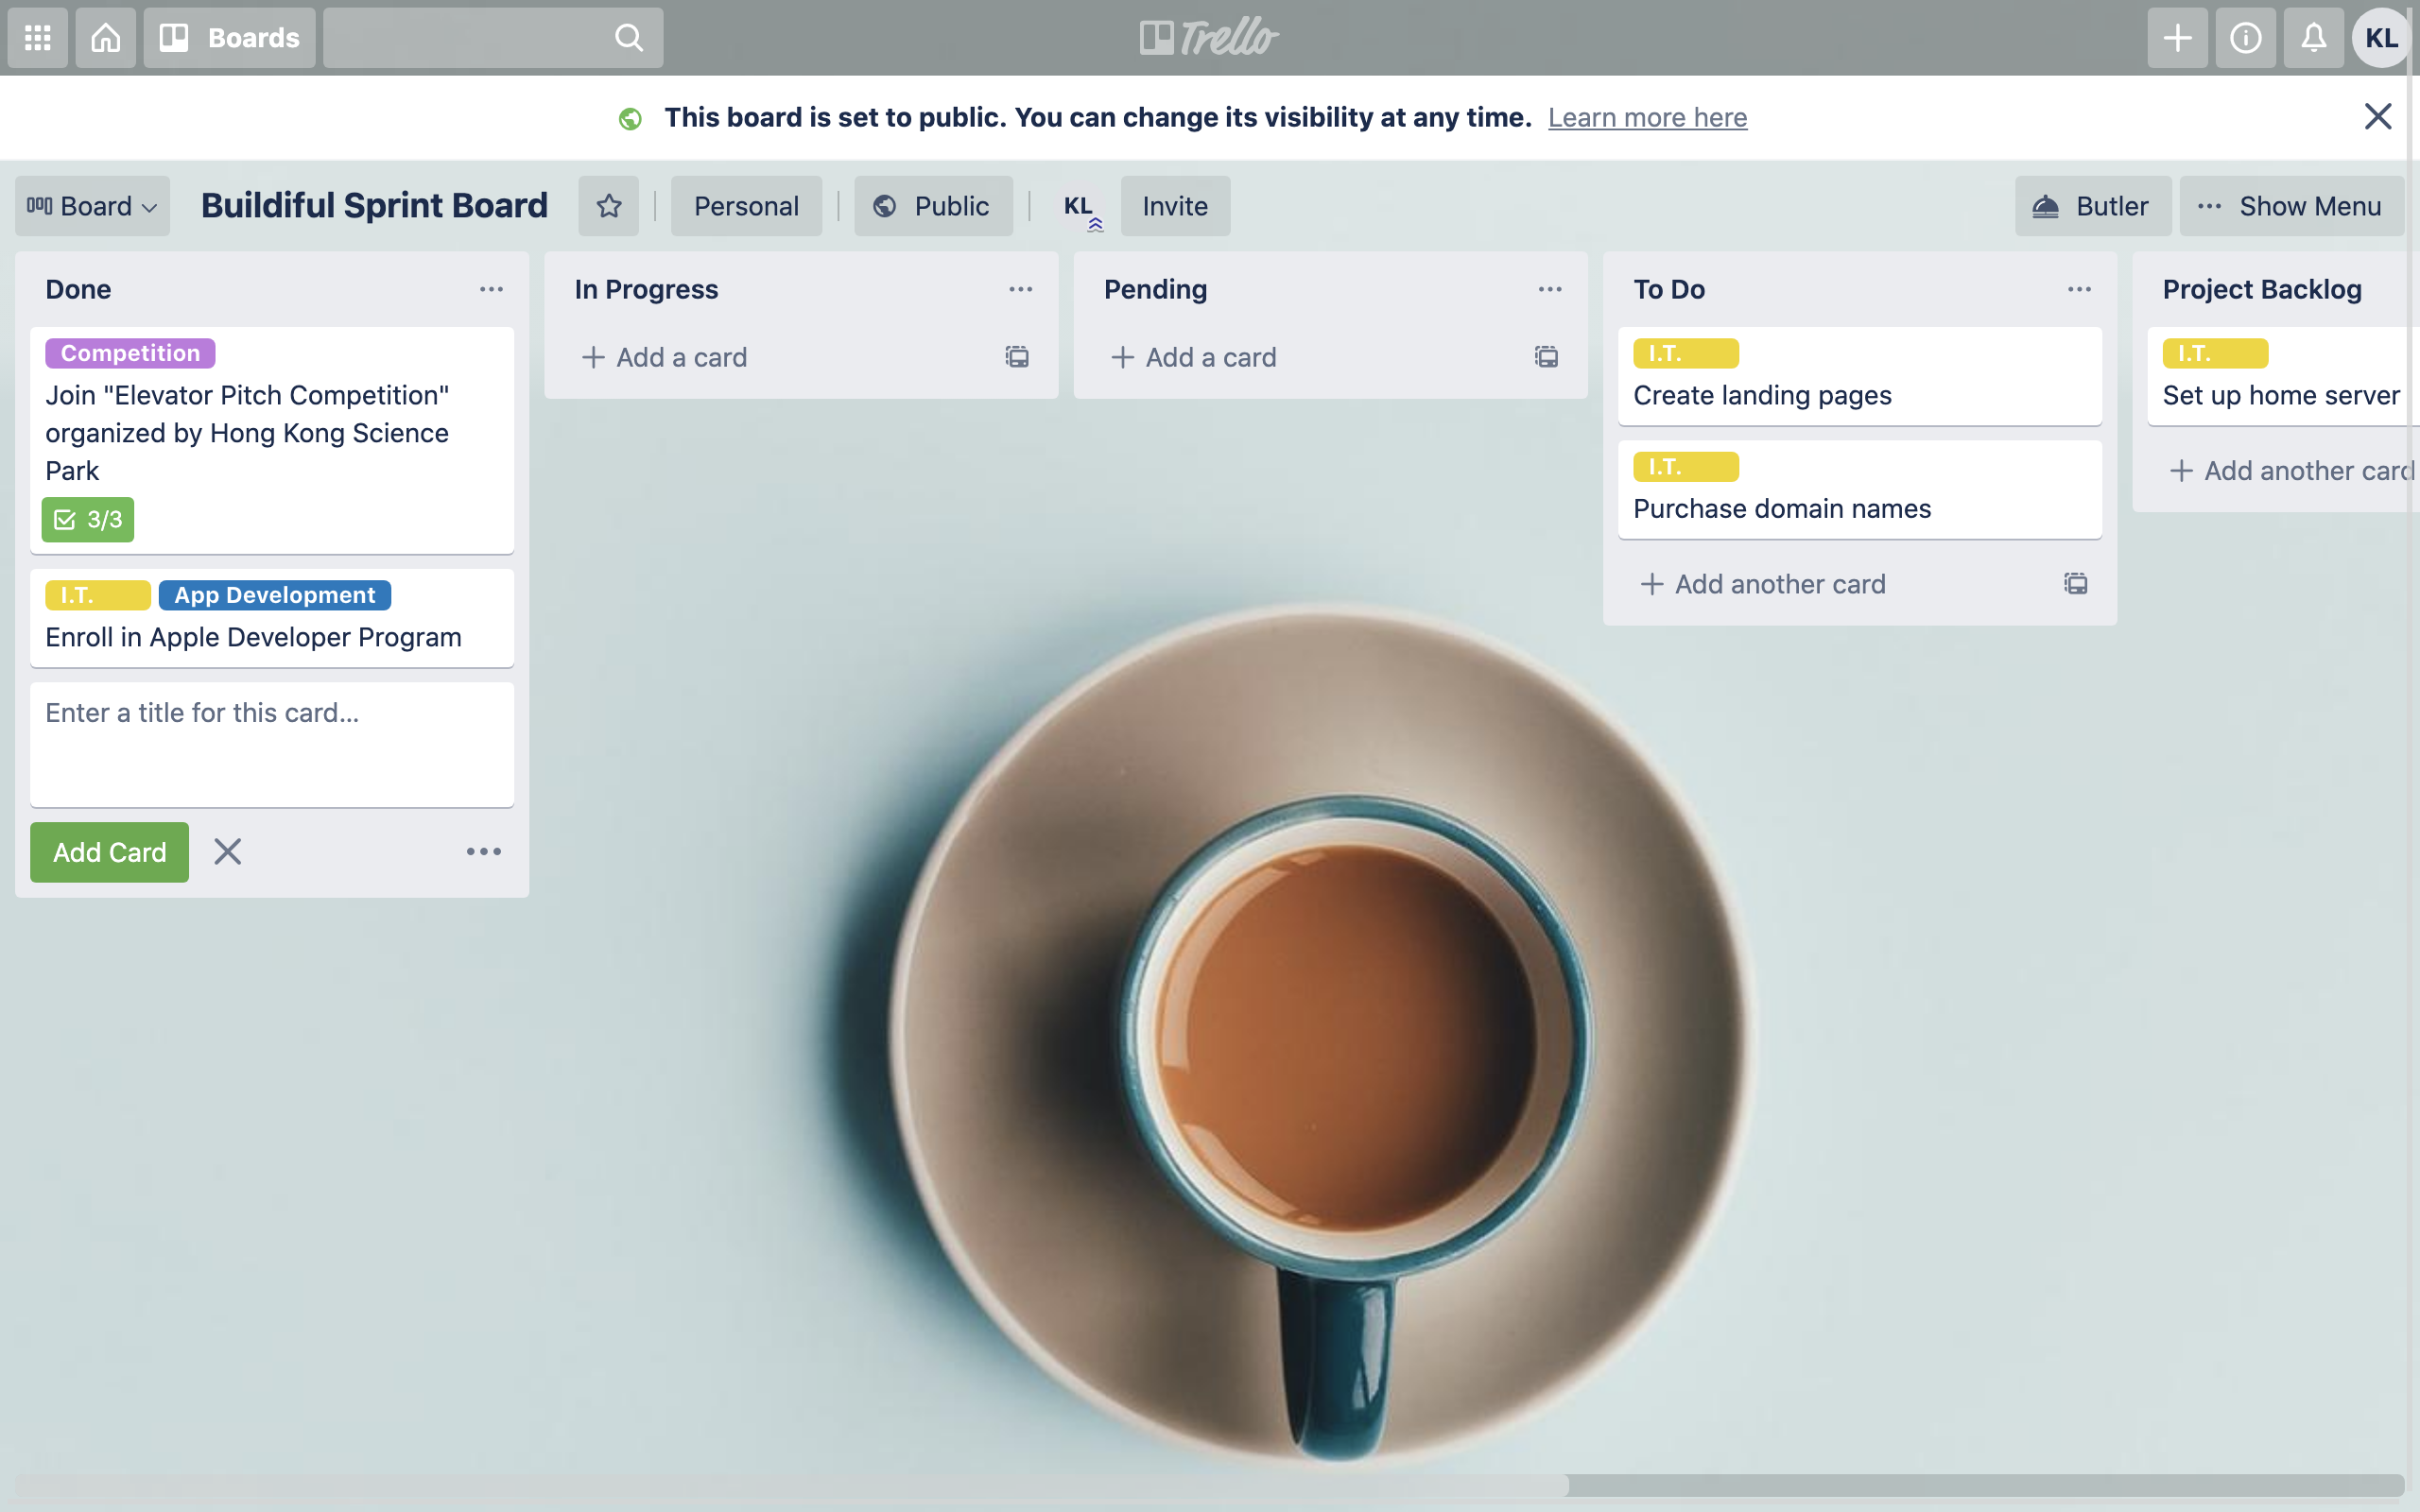 Boards
Trello
KL
This board is set to public. You can change its visibility at any time. Learn more here
Board
Buildiful Sprint Board
Personal
Public
KL
Invite
Butler
... Show Menu
Done
Competition
Join "Elevator Pitch Competition"
organized by Hong Kong Science
Park
3/3
I.T.
App Development
Enroll in Apple Developer Program
Enter a title for this card...
Add Card
In Progress
+ Add a card
Pending
+ Add a card
To Do
I.T.
Create landing pages
I.T.
Purchase domain names
+ Add another card
Project Backlog
I.T.
Set up home server
+ Add another card